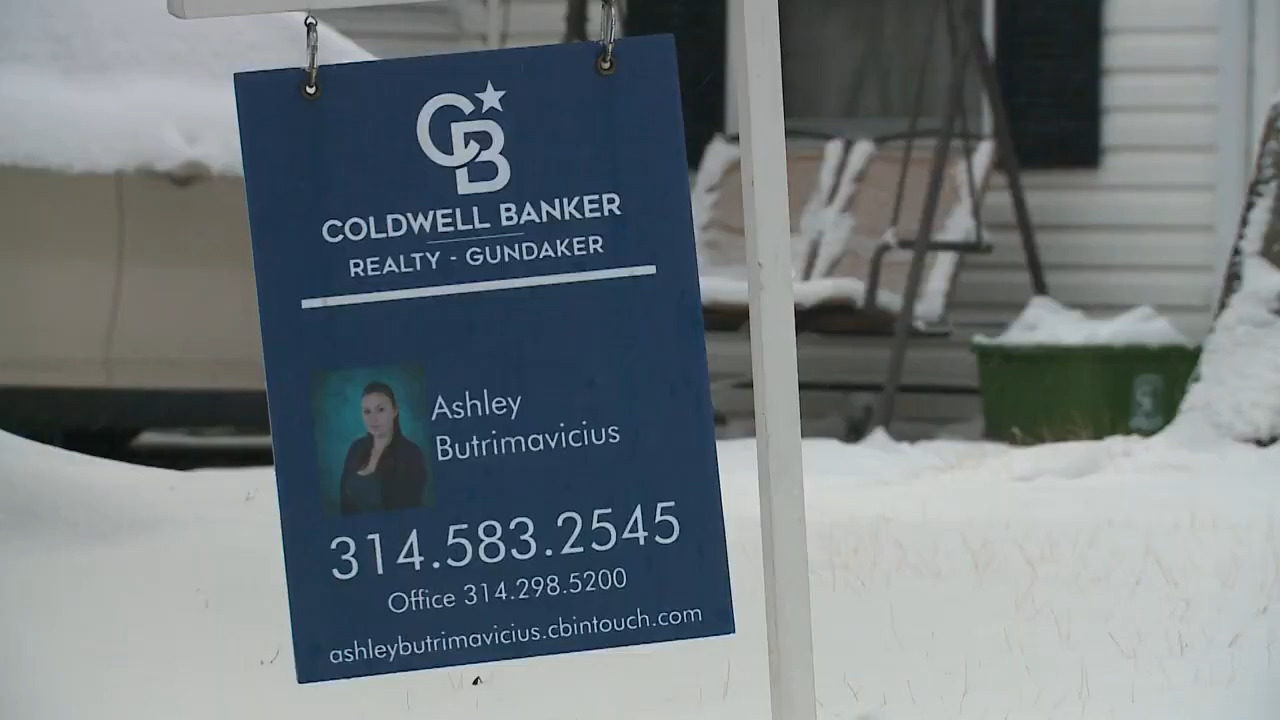 CB
COLDWELL BANKER
REALTY - GUNDAKER
Ashley
Butrimavicius
314.583.2545
Office 314.298.5200
ashleybutrimavicius.cbintouch.com